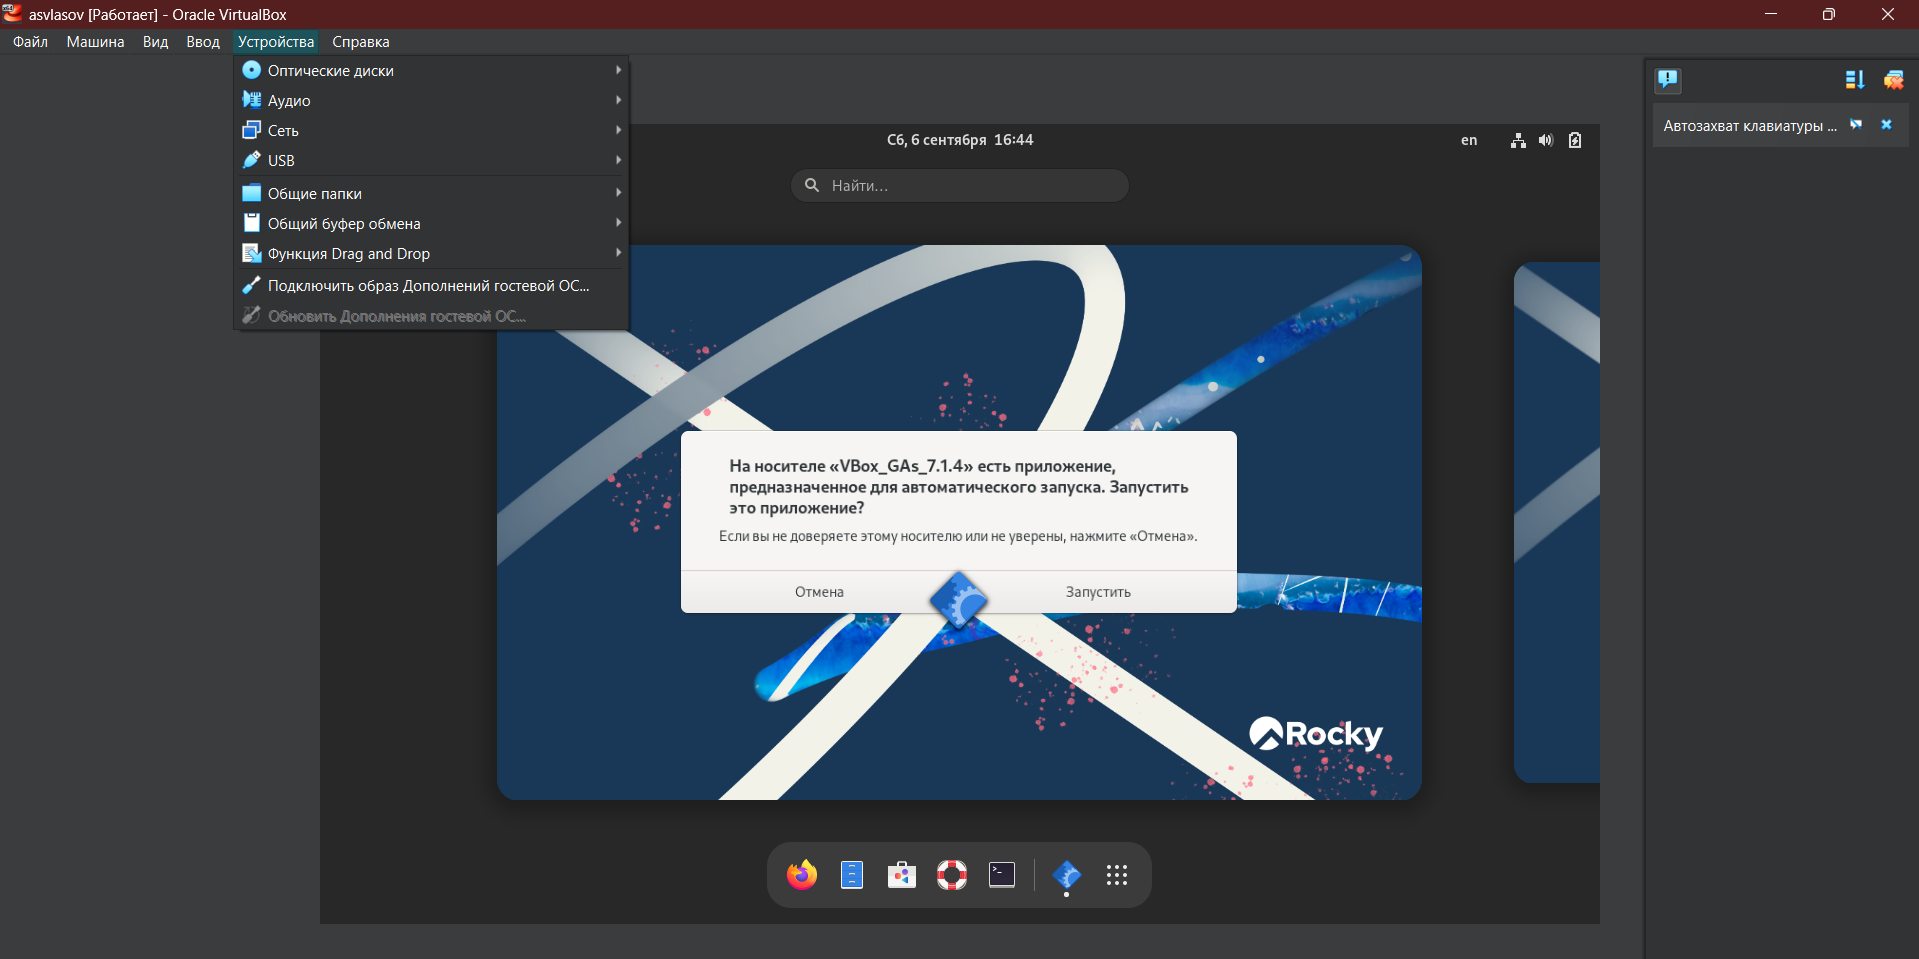 asvlasov [Работает] - Oracle VirtualBox
Файл Машина Вид Ввод Устройства Справка
Оптические диски
Аудио
Сеть
USB
Общие папки
Общий буфер обмена
Функция Drag and Drop
Подключить образ Дополнений гостевой ОС...
Обновить Дополнения гостевой ОС...
Автозахват клавиатуры ...
Сб, 6 сентября 16:44
en
Найти...
На носителе «VBox_GAs_7.1.4» есть приложение,
предназначенное для автоматического запуска. Запустить
это приложение?
Если вы не доверяете этому носителю или не уверены, нажмите «Отмена».
Отмена Запустить
Rocky